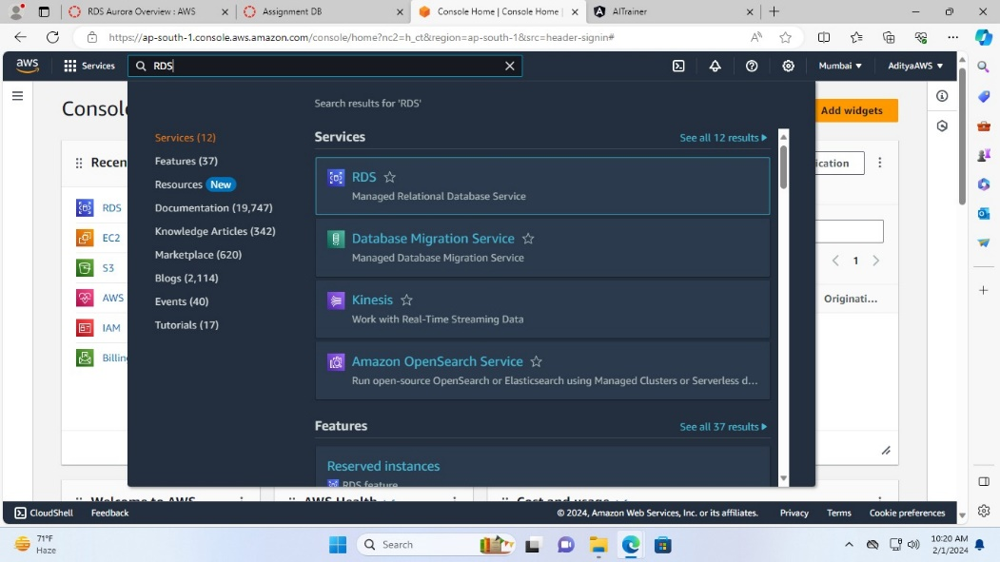 RDS Aurora Overview : AWS
Assignment DB
Console Home | Console Home |
AITrainer
https://ap-south-1.console.aws.amazon.com/console/home?nc2=h_ct&region=ap-south-1&src=header-signin#
aws
Services
RDS
Mumbai
AdityaAWS
Search results for 'RDS'
Consol
Add widgets
Services (12)
Services
See all 12 results
Features (37)
Recen
ication
RDS
Managed Relational Database Service
Resources New
Documentation (19,747)
RDS
Knowledge Articles (342)
Database Migration Service
Managed Database Migration Service
EC2
Marketplace (620)
1
S3
Blogs (2,114)
Kinesis
Work with Real-Time Streaming Data
AWS
Events (40)
Originati...
IAM
Tutorials (17)
Billin
Amazon OpenSearch Service
Run open-source OpenSearch or Elasticsearch using Managed Clusters or Serverless d...
Features
See all 37 results
Reserved instances
RDS feature
Welcome to AWS
AWS Health
Cost and usage
CloudShell
Feedback
© 2024, Amazon Web Services, Inc. or its affiliates.
Privacy
Terms
Cookie preferences
71°F
Haze
Search
10:20 AM
2/1/2024